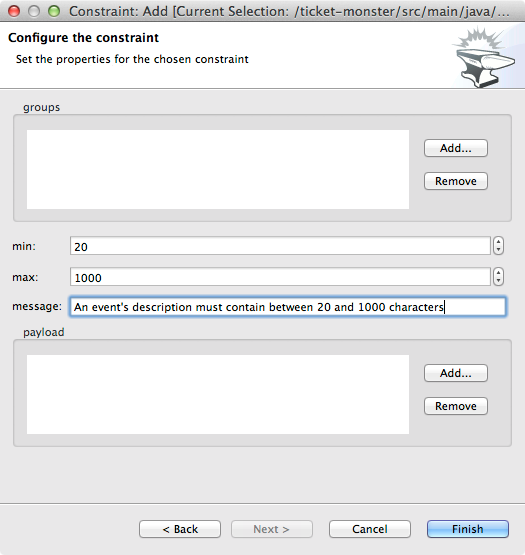 Constraint: Add [Current Selection: /ticket-monster/src/main/java/...
Configure the constraint
Set the properties for the chosen constraint
groups
Add...
Remove
min: 20
max: 1000
message: An event's description must contain between 20 and 1000 characters
payload
Add...
Remove
< Back Next > Cancel Finish